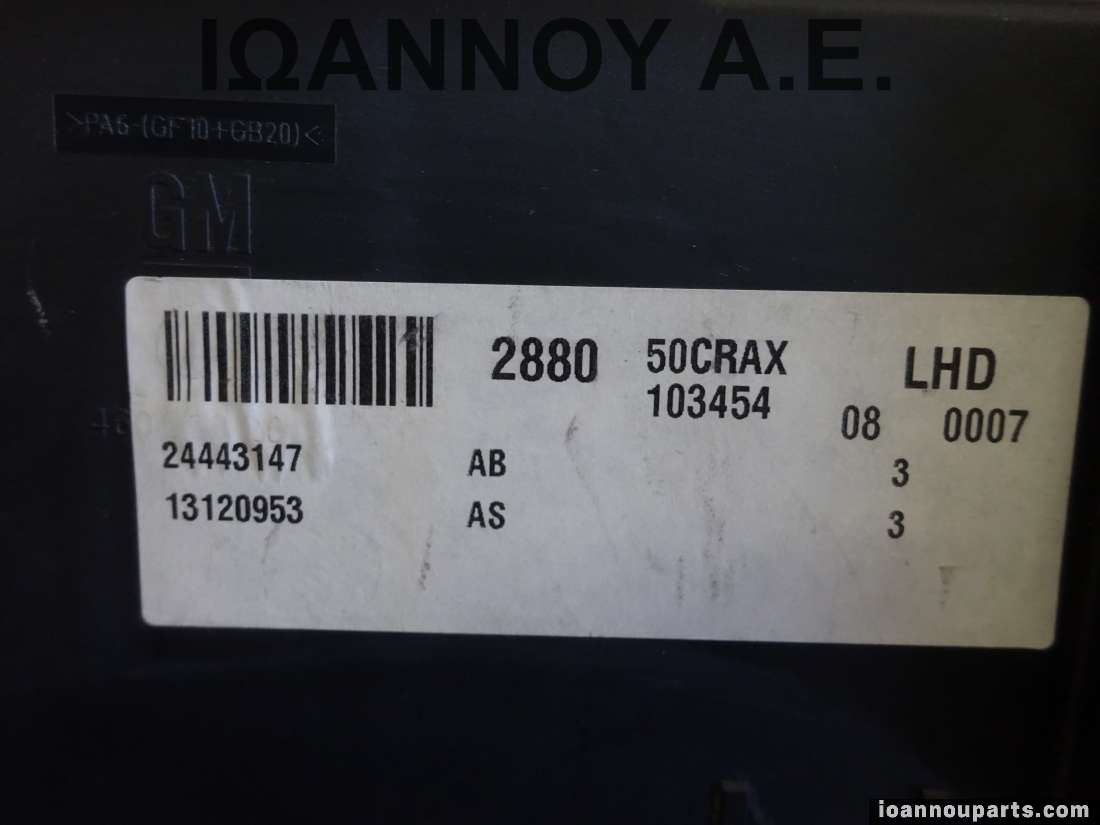 ΙΩΑΝΝΟΥ Α.Ε.
>PA6-(GF10+GB20)<
GM
2880 50CRAX LHD
103454 08 0007
24443147 AB 3
13120953 AS 3
ioannouparts.com